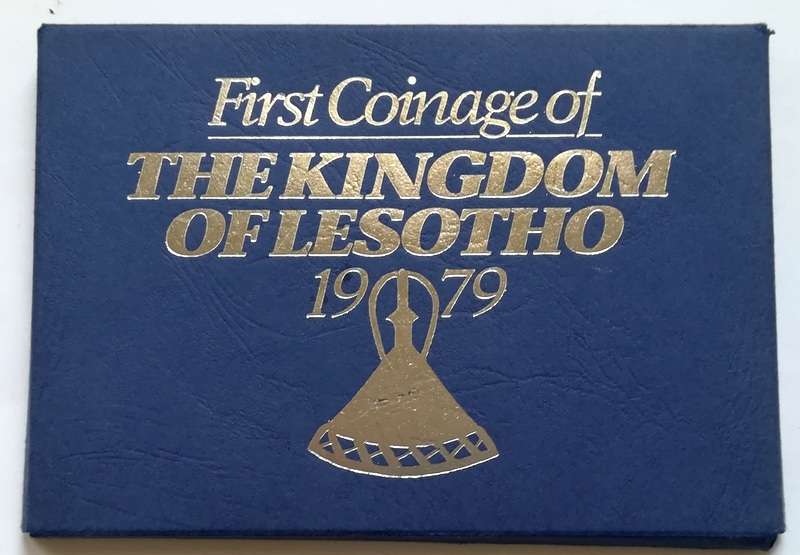 First Coinage of
THE KINGDOM
OF LESOTHO
1979